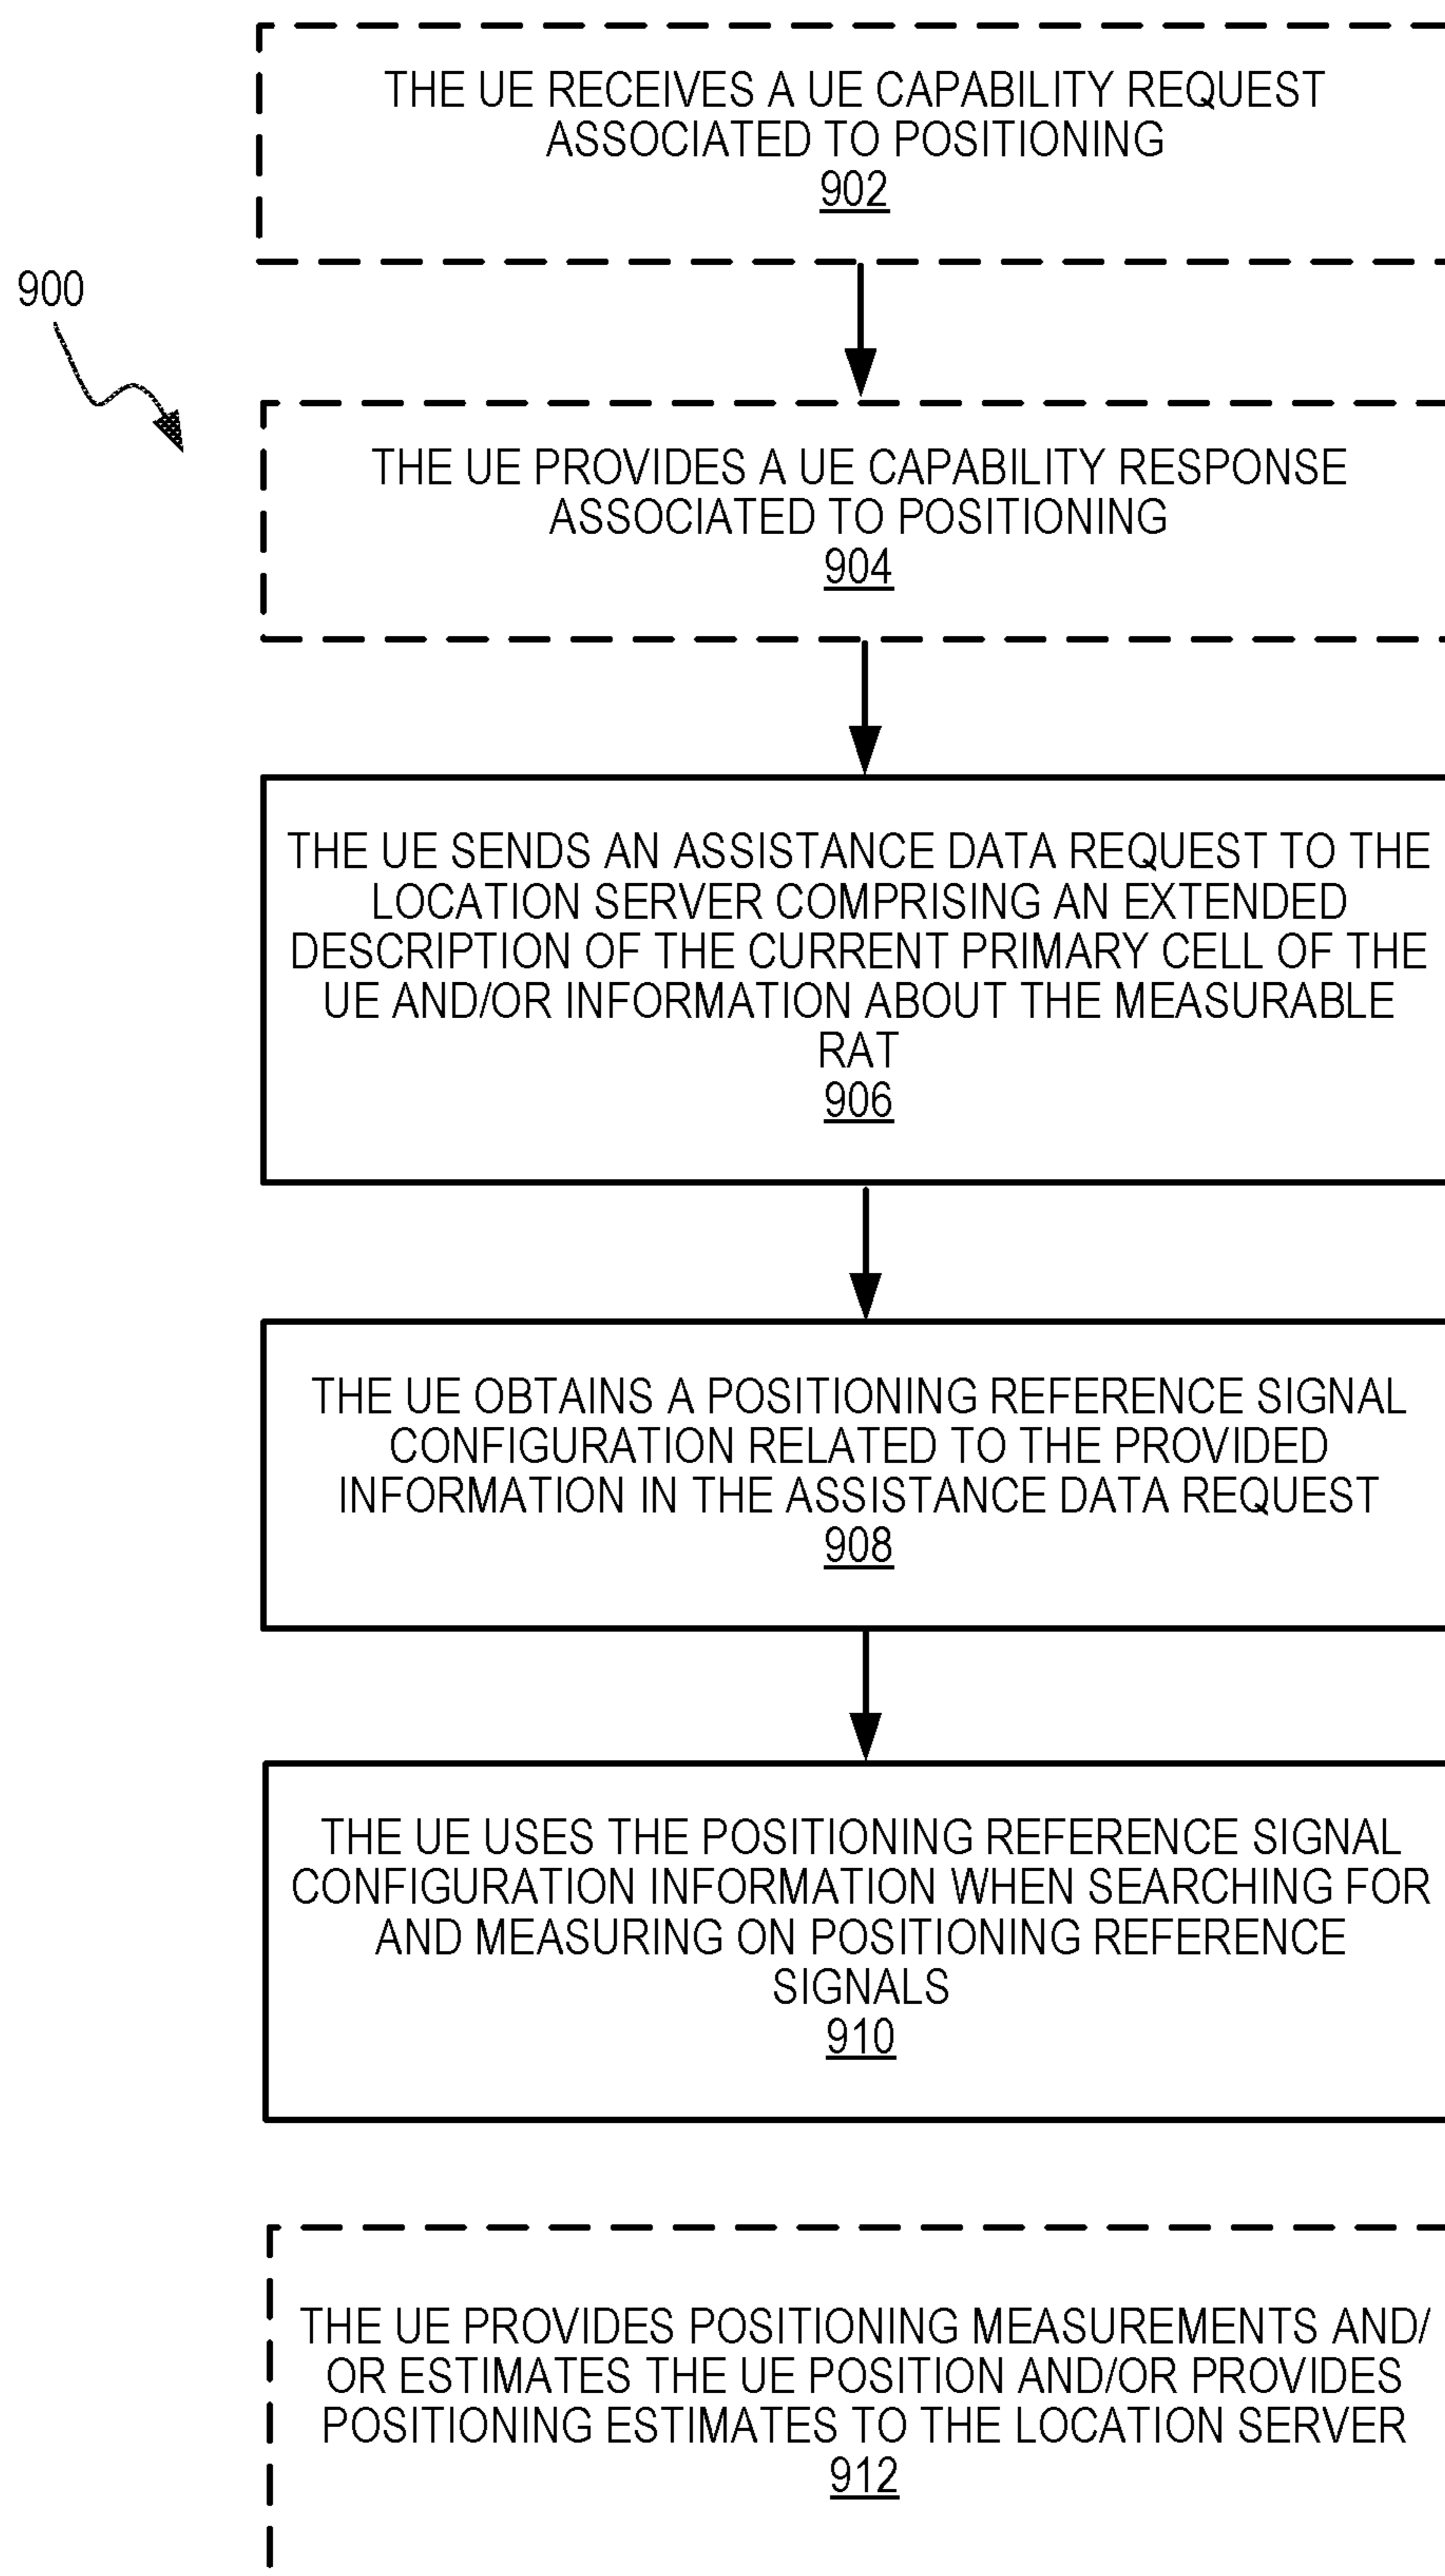 THE UE RECEIVES A UE CAPABILITY REQUEST
ASSOCIATED TO POSITIONING
902
900
THE UE PROVIDES A UE CAPABILITY RESPONSE
ASSOCIATED TO POSITIONING
904
THE UE SENDS AN ASSISTANCE DATA REQUEST TO THE
LOCATION SERVER COMPRISING AN EXTENDED
DESCRIPTION OF THE CURRENT PRIMARY CELL OF THE
UE AND/OR INFORMATION ABOUT THE MEASURABLE
RAT
906
THE UE OBTAINS A POSITIONING REFERENCE SIGNAL
CONFIGURATION RELATED TO THE PROVIDED
INFORMATION IN THE ASSISTANCE DATA REQUEST
908
THE UE USES THE POSITIONING REFERENCE SIGNAL
CONFIGURATION INFORMATION WHEN SEARCHING FOR
AND MEASURING ON POSITIONING REFERENCE
SIGNALS
910
THE UE PROVIDES POSITIONING MEASUREMENTS AND/
OR ESTIMATES THE UE POSITION AND/OR PROVIDES
POSITIONING ESTIMATES TO THE LOCATION SERVER
912